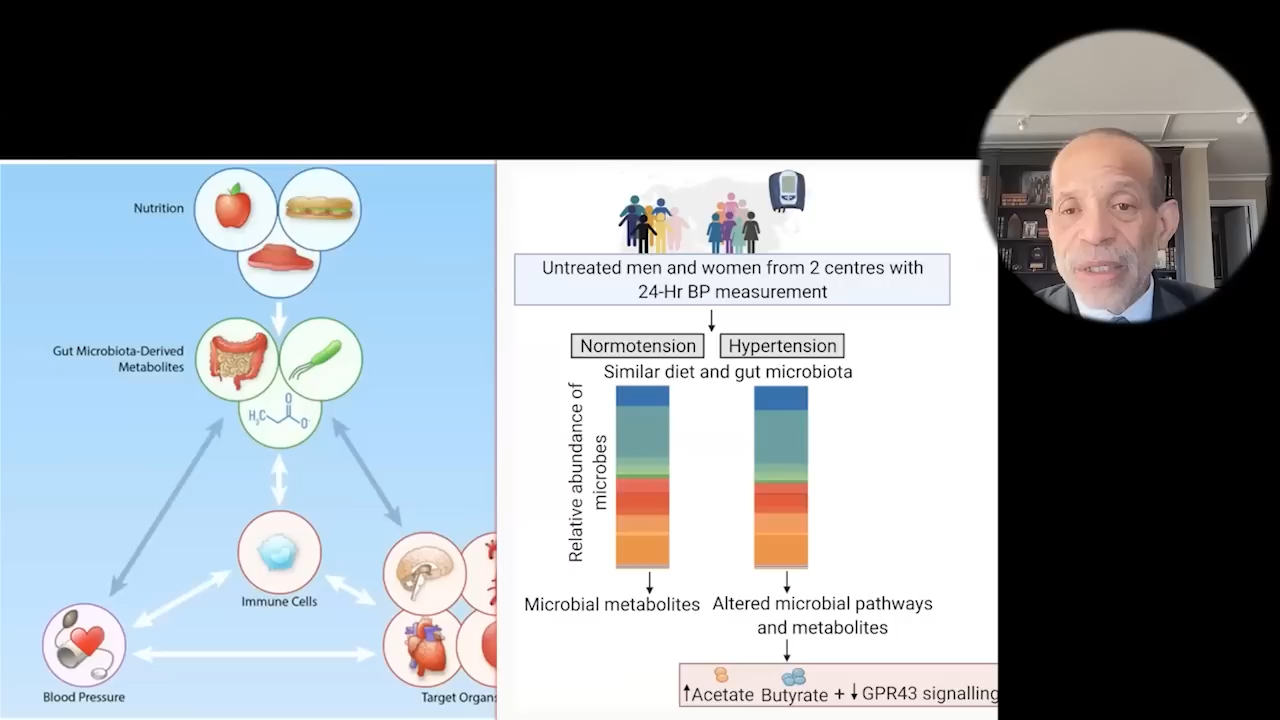 Nutrition
Gut Microbiota-Derived
Metabolites
H₃C
O
O⁻
Immune Cells
Blood Pressure
Target Organs
Untreated men and women from 2 centres with
24-Hr BP measurement
Normotension
Hypertension
Similar diet and gut microbiota
Relative abundance of
microbes
Microbial metabolites
Altered microbial pathways
and metabolites
↑Acetate Butyrate + ↓ GPR43 signalling